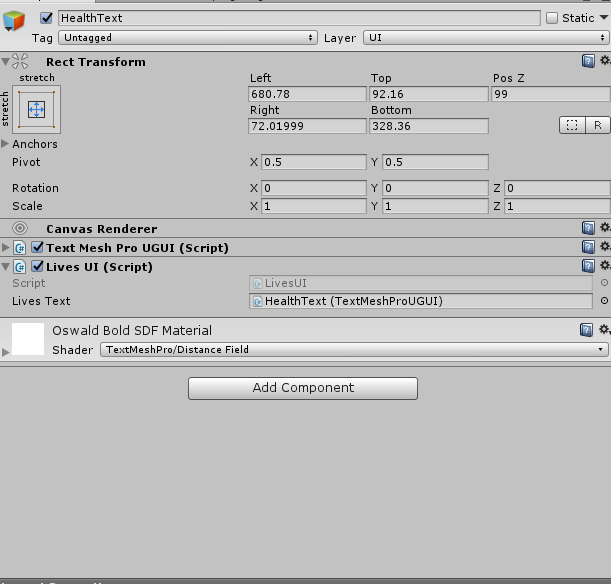 HealthText Static
Tag Untagged Layer UI
Rect Transform
stretch Left Top Pos Z
stretch 680.78 92.16 99
Right Bottom
72.01999 328.36 R
Anchors
Pivot X 0.5 Y 0.5
Rotation X 0 Y 0 Z 0
Scale X 1 Y 1 Z 1
Canvas Renderer
Text Mesh Pro UGUI (Script)
Lives UI (Script)
Script LivesUI
Lives Text HealthText (TextMeshProUGUI)
Oswald Bold SDF Material
Shader TextMeshPro/Distance Field
Add Component